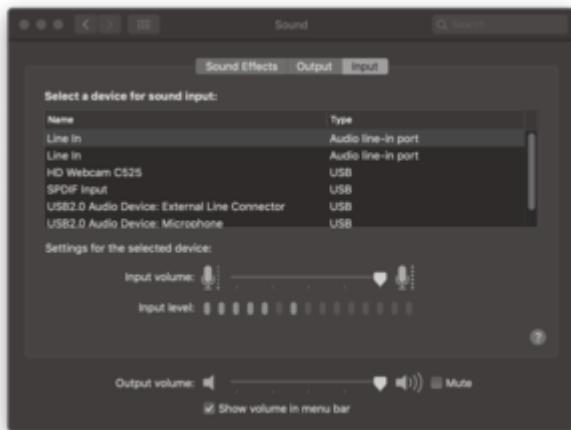 Sound
Search
Sound Effects Output Input
Select a device for sound input:
Name Type
Line In Audio line-in port
Line In Audio line-in port
HD Webcam C525 USB
SPDIF Input USB
USB2.0 Audio Device: External Line Connector USB
USB2.0 Audio Device: Microphone USB
Settings for the selected device:
Input volume:
Input level:
?
Output volume: Mute
Show volume in menu bar